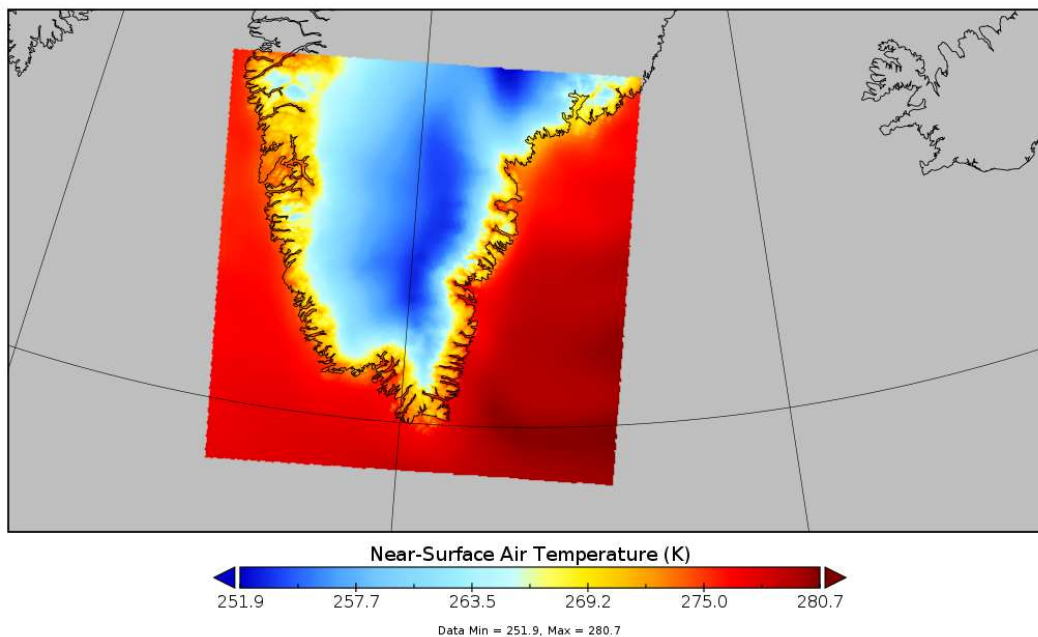 Near-Surface Air Temperature (K)
251.9 257.7 263.5 269.2 275.0 280.7
Data Min = 251.9, Max = 280.7